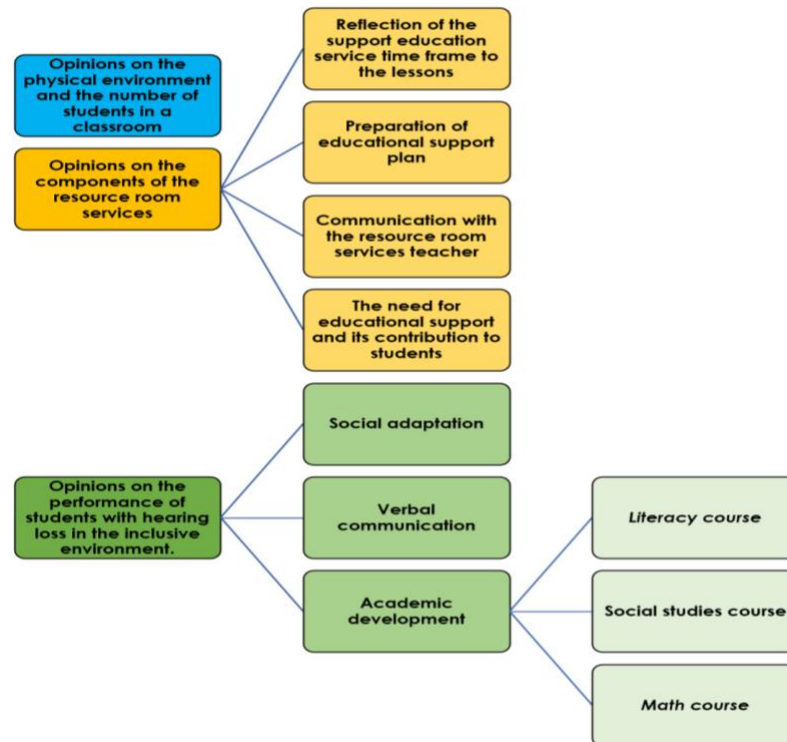 Opinions on the
physical environment
and the number of
students in a
classroom
Opinions on the
components of the
resource room
services
Reflection of the
support education
service time frame to
the lessons
Preparation of
educational support
plan
Communication with
the resource room
services teacher
The need for
educational support
and its contribution to
students
Opinions on the
performance of
students with hearing
loss in the inclusive
environment.
Social adaptation
Verbal
communication
Academic
development
Literacy course
Social studies course
Math course